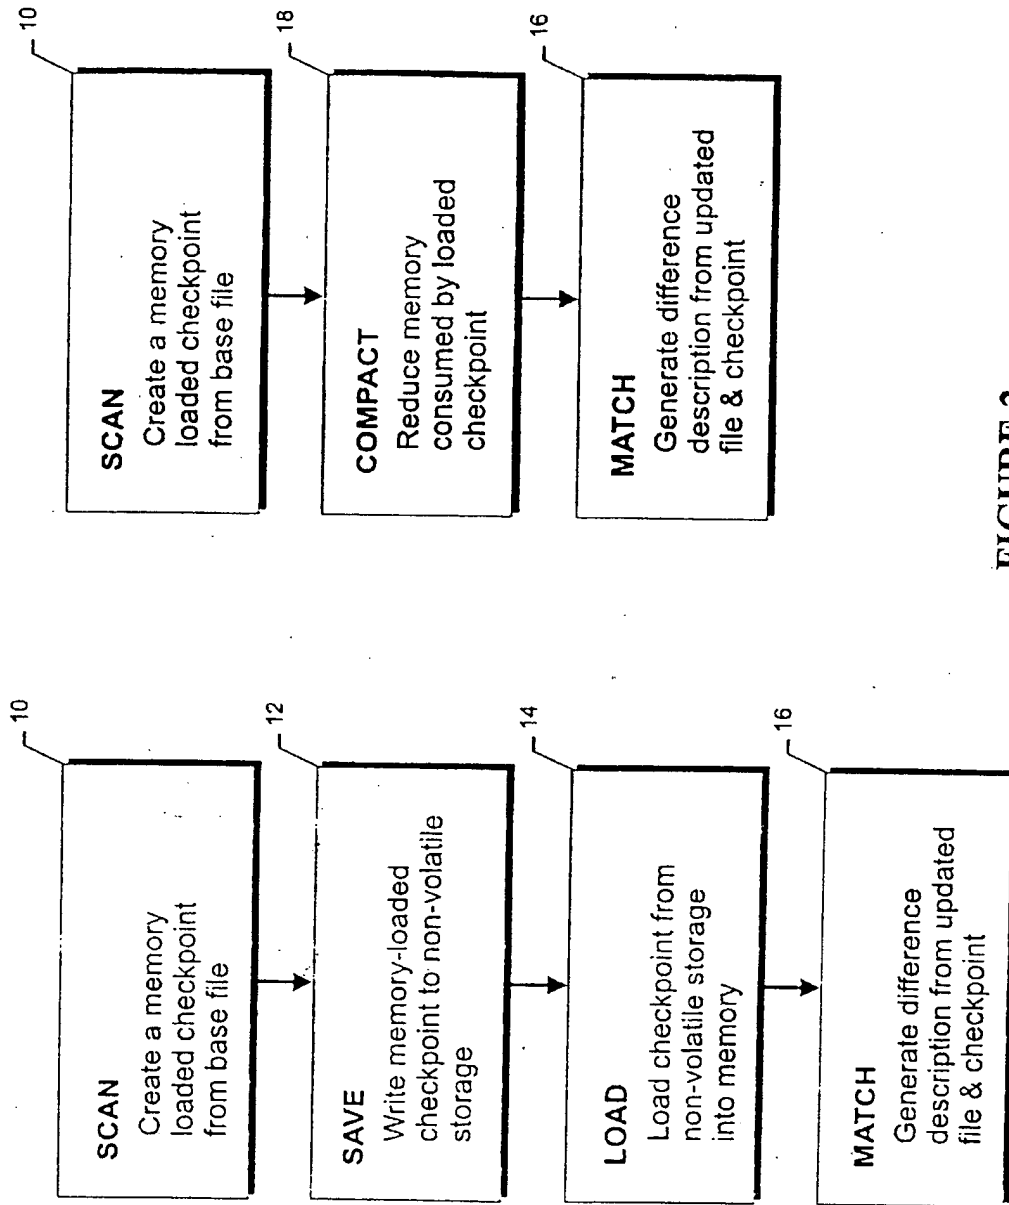 10
SCAN
Create a memory
loaded checkpoint
from base file
12
SAVE
Write memory-loaded
checkpoint to non-volatile
storage
14
LOAD
Load checkpoint from
non-volatile storage
into memory
16
MATCH
Generate difference
description from updated
file & checkpoint
10
SCAN
Create a memory
loaded checkpoint
from base file
18
COMPACT
Reduce memory
consumed by loaded
checkpoint
16
MATCH
Generate difference
description from updated
file & checkpoint
FIGURE